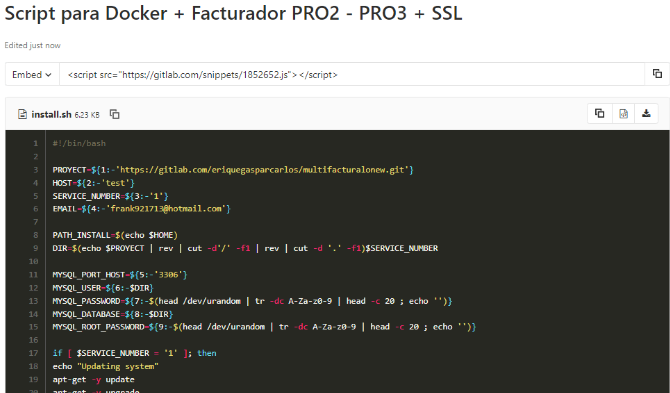 Script para Docker + Facturador PRO2 - PRO3 + SSL
Edited just now
Embed <script src="https://gitlab.com/snippets/1852652.js"></script>
install.sh 6.23 KB
1 #!/bin/bash
2
3 PROYECT=${1:-'https://gitlab.com/eriquegasparcarlos/multifacturalonew.git'}
4 HOST=${2:-'test'}
5 SERVICE_NUMBER=${3:-'1'}
6 EMAIL=${4:-'frank921713@hotmail.com'}
7
8 PATH_INSTALL=$(echo $HOME)
9 DIR=$(echo $PROYECT | rev | cut -d'/' -f1 | rev | cut -d '.' -f1)$SERVICE_NUMBER
10
11 MYSQL_PORT_HOST=${5:-'3306'}
12 MYSQL_USER=${6:-$DIR}
13 MYSQL_PASSWORD=${7:-$(head /dev/urandom | tr -dc A-Za-z0-9 | head -c 20 ; echo '')}
14 MYSQL_DATABASE=${8:-$DIR}
15 MYSQL_ROOT_PASSWORD=${9:-$(head /dev/urandom | tr -dc A-Za-z0-9 | head -c 20 ; echo '')}
16
17 if [ $SERVICE_NUMBER = '1' ]; then
18 echo "Updating system"
19 apt-get -y update
20 apt-get -y upgrade